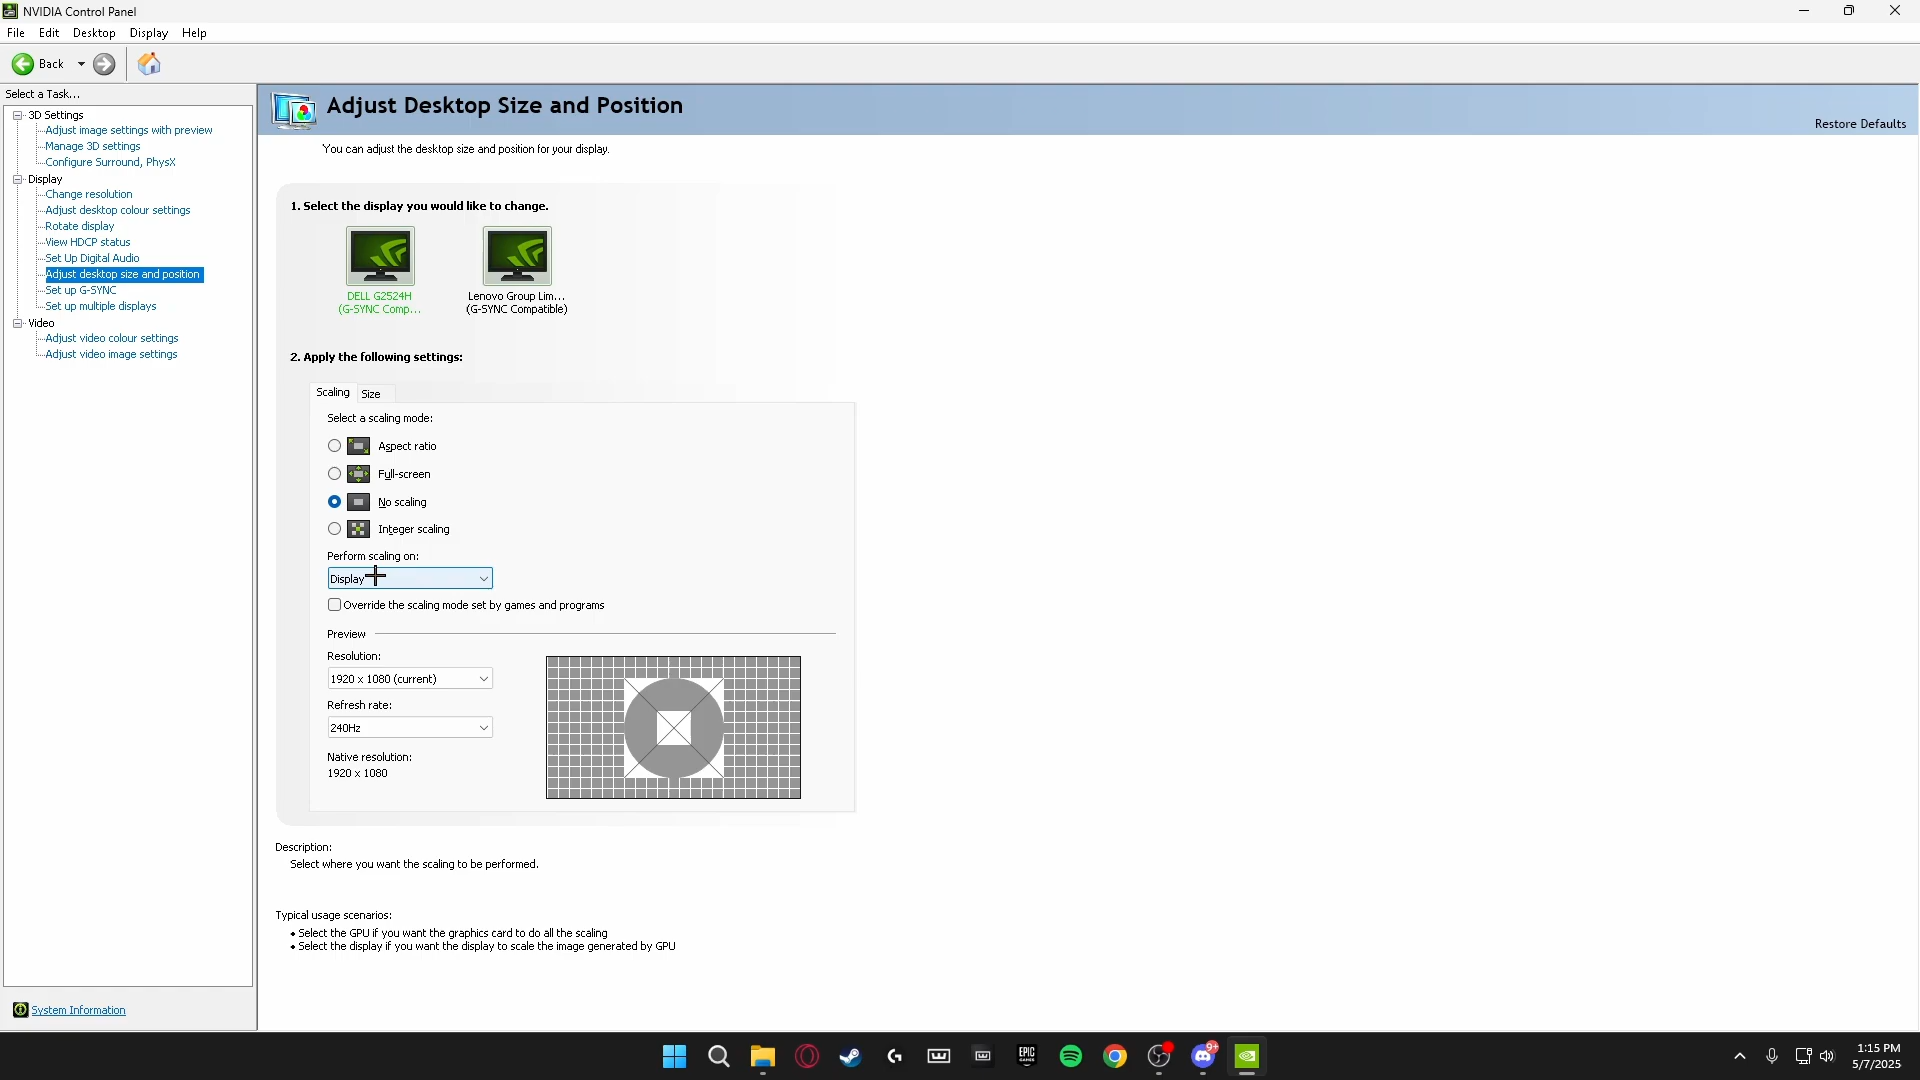 NVIDIA Control Panel
File Edit Desktop Display Help
Back
Select a Task...
3D Settings
Adjust image settings with preview
Manage 3D settings
Configure Surround, PhysX
Display
Change resolution
Adjust desktop colour settings
Rotate display
View HDCP status
Set Up Digital Audio
Adjust desktop size and position
Set up G-SYNC
Set up multiple displays
Video
Adjust video colour settings
Adjust video image settings
System Information
Adjust Desktop Size and Position
Restore Defaults
You can adjust the desktop size and position for your display.
1. Select the display you would like to change.
DELL G2524H
(G-SYNC Comp...
Lenovo Group Lim...
(G-SYNC Compatible)
2. Apply the following settings:
Scaling Size
Select a scaling mode:
Aspect ratio
Full-screen
No scaling
Integer scaling
Perform scaling on:
Display
Override the scaling mode set by games and programs
Preview
Resolution:
1920 x 1080 (current)
Refresh rate:
240Hz
Native resolution:
1920 x 1080
Description:
Select where you want the scaling to be performed.
Typical usage scenarios:
• Select the GPU if you want the graphics card to do all the scaling
• Select the display if you want the display to scale the image generated by GPU
EPIC
GAMES
9+
1:15 PM
5/7/2025